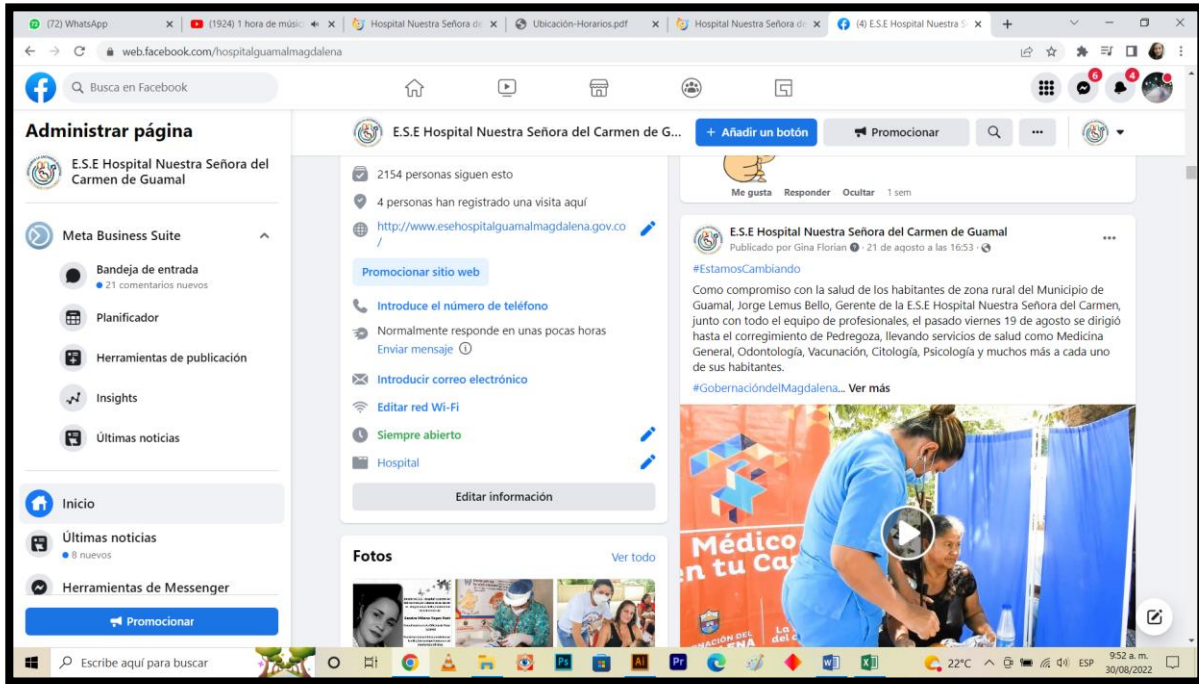 (72) WhatsApp
(1924) 1 hora de músic
Hospital Nuestra Señora de
Ubicación-Horarios.pdf
Hospital Nuestra Señora de
(4) E.S.E Hospital Nuestra S
web.facebook.com/hospitalguamalmagdalena
Busca en Facebook
6
4
Administrar página
E.S.E Hospital Nuestra Señora del
Carmen de Guamal
Meta Business Suite
Bandeja de entrada
21 comentarios nuevos
Planificador
Herramientas de publicación
Insights
Últimas noticias
Inicio
Últimas noticias
8 nuevos
Herramientas de Messenger
Promocionar
E.S.E Hospital Nuestra Señora del Carmen de G...
+ Añadir un botón
Promocionar
2154 personas siguen esto
4 personas han registrado una visita aquí
http://www.esehospitalguamalmagdalena.gov.co
/
Promocionar sitio web
Introduce el número de teléfono
Normalmente responde en unas pocas horas
Enviar mensaje
Introducir correo electrónico
Editar red Wi-Fi
Siempre abierto
Hospital
Editar información
Fotos
Ver todo
Me gusta Responder Ocultar 1 sem
E.S.E Hospital Nuestra Señora del Carmen de Guamal
Publicado por Gina Florian · 21 de agosto a las 16:53 ·
#EstamosCambiando
Como compromiso con la salud de los habitantes de zona rural del Municipio de
Guamal, Jorge Lemus Bello, Gerente de la E.S.E Hospital Nuestra Señora del Carmen,
junto con todo el equipo de profesionales, el pasado viernes 19 de agosto se dirigió
hasta el corregimiento de Pedregoza, llevando servicios de salud como Medicina
General, Odontología, Vacunación, Citología, Psicología y muchos más a cada uno
de sus habitantes.
#GobernacióndelMagdalena... Ver más
Médico
en tu Ca
Escribe aquí para buscar
22°C
ESP
9:52 a. m.
30/08/2022